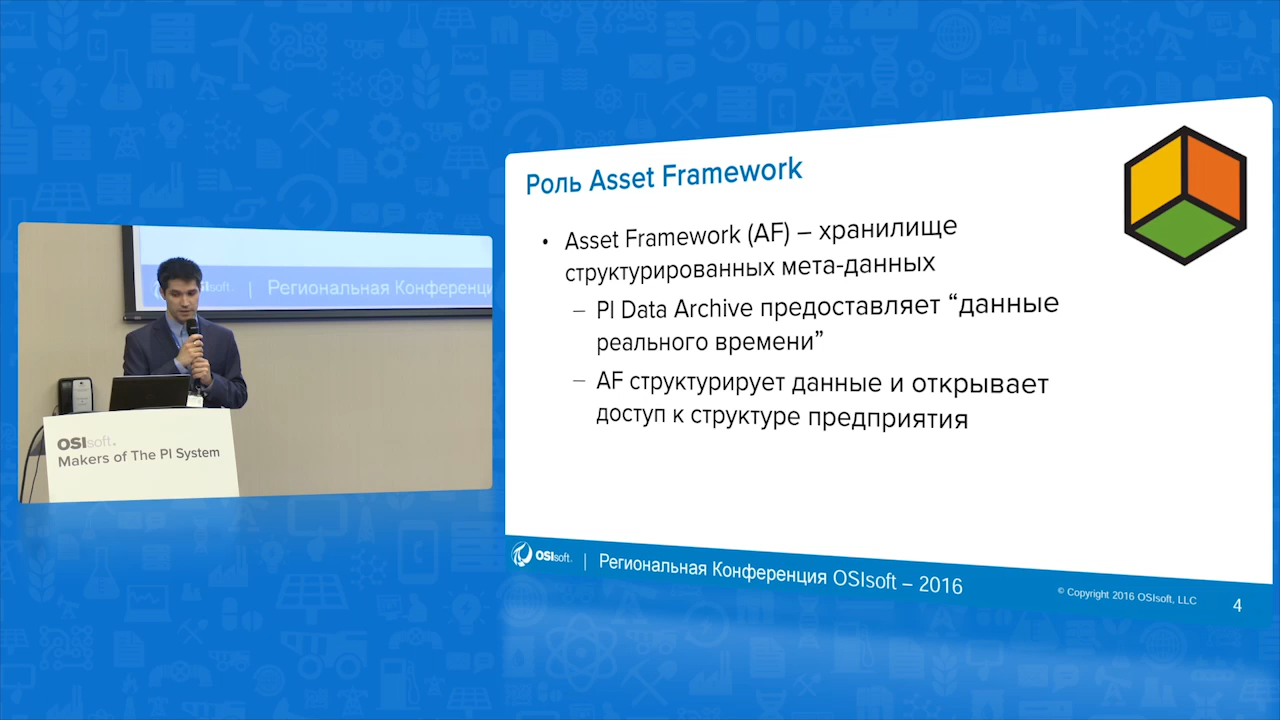 Роль Asset Framework
• Asset Framework (AF) – хранилище
структурированных мета-данных
– PI Data Archive предоставляет “данные
реального времени”
– AF структурирует данные и открывает
доступ к структуре предприятия
OSIsoft. | Региональная Конференция OSIsoft – 2016
© Copyright 2016 OSIsoft, LLC
4
isoft. | Региональная Конференци
OSIsoft.
Makers of The PI System